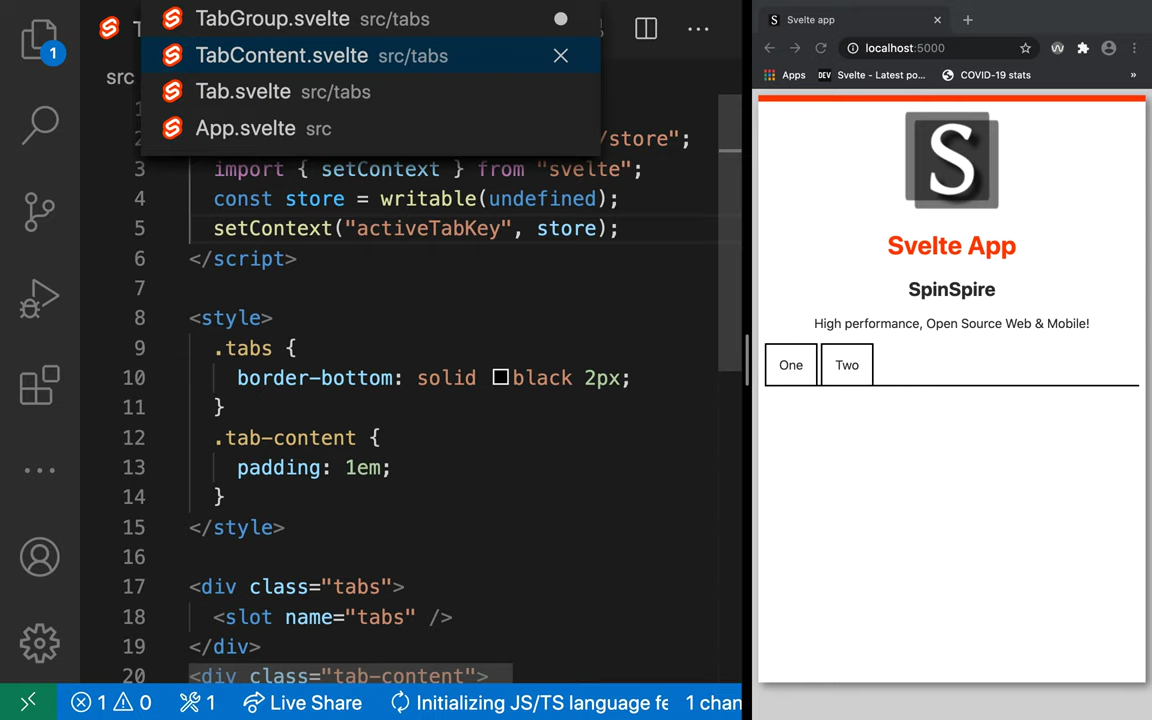 1
T
TabGroup.svelte src/tabs
TabContent.svelte src/tabs
Tab.svelte src/tabs
App.svelte src
src
1
2 /store";
3 import { setContext } from "svelte";
4 const store = writable(undefined);
5 setContext("activeTabKey", store);
6 </script>
7
8 <style>
9 .tabs {
10 border-bottom: solid black 2px;
11 }
12 .tab-content {
13 padding: 1em;
14 }
15 </style>
16
17 <div class="tabs">
18 <slot name="tabs" />
19 </div>
20 <div class="tab-content">
1 0 1 Live Share Initializing JS/TS language fe 1 chan
S Svelte app
localhost:5000
Apps DEV Svelte - Latest po... COVID-19 stats »
S
Svelte App
SpinSpire
High performance, Open Source Web & Mobile!
One Two